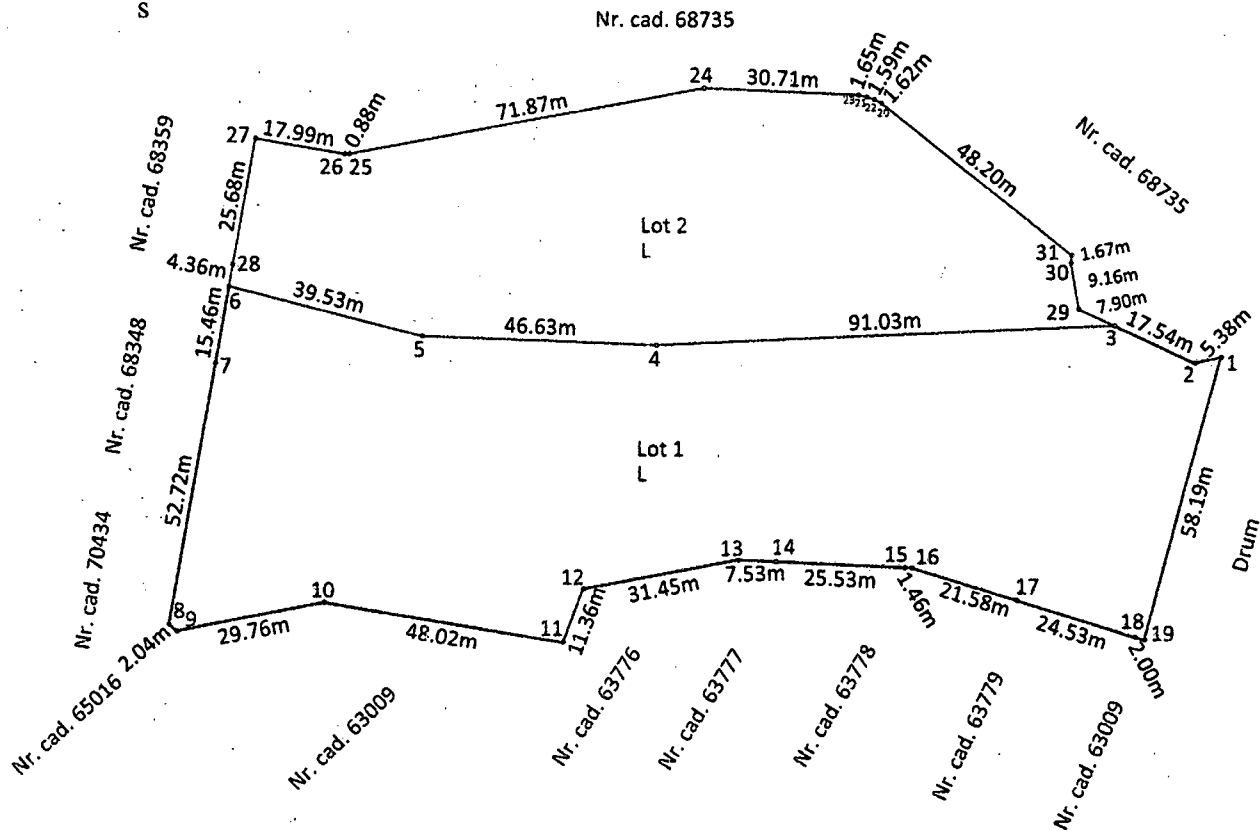 S
Nr. cad. 68735
24
30.71m
1.65m
1.59m
1.62m
71.87m
27
17.99m
0.88m
26 25
Nr. cad. 68359
25.68m
48.20m
Nr. cad. 68735
Lot 2
L
31
1.67m
30
9.16m
4.36m
28
6
39.53m
29
7.90m
15.46m
46.63m
91.03m
17.54m
5.38m
5
4
3
2
1
7
Nr. cad. 68348
Lot 1
L
52.72m
58.19m
Nr. cad. 70434
Drum
13
14
15 16
12
7.53m
25.53m
31.45m
1.46m
17
21.58m
10
8
9
11
11.36m
18
19
29.76m
48.02m
24.53m
2.04m
2.00m
Nr. cad. 65016
Nr. cad. 63009
Nr. cad. 63776
Nr. cad. 63777
Nr. cad. 63778
Nr. cad. 63779
Nr. cad. 63009